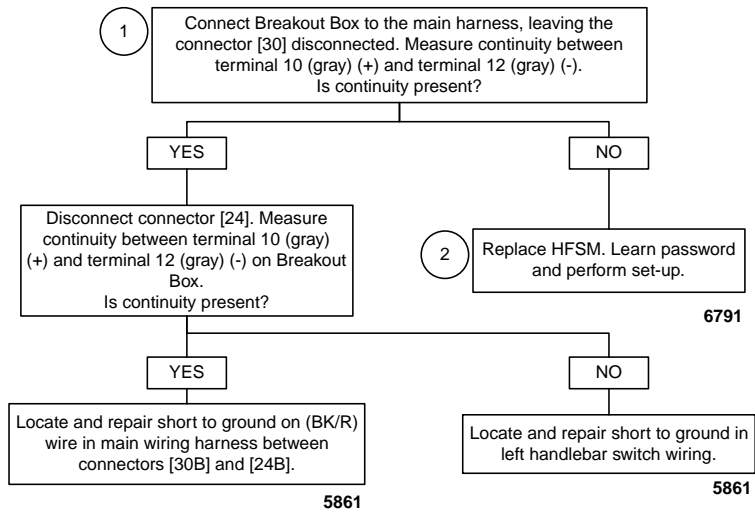 1
Connect Breakout Box to the main harness, leaving the
connector [30] disconnected. Measure continuity between
terminal 10 (gray) (+) and terminal 12 (gray) (-).
Is continuity present?
YES
NO
Disconnect connector [24]. Measure
continuity between terminal 10 (gray)
(+) and terminal 12 (gray) (-) on Breakout
Box.
Is continuity present?
2
Replace HFSM. Learn password
and perform set-up.
6791
YES
NO
Locate and repair short to ground on (BK/R)
wire in main wiring harness between
connectors [30B] and [24B].
5861
Locate and repair short to ground in
left handlebar switch wiring.
5861